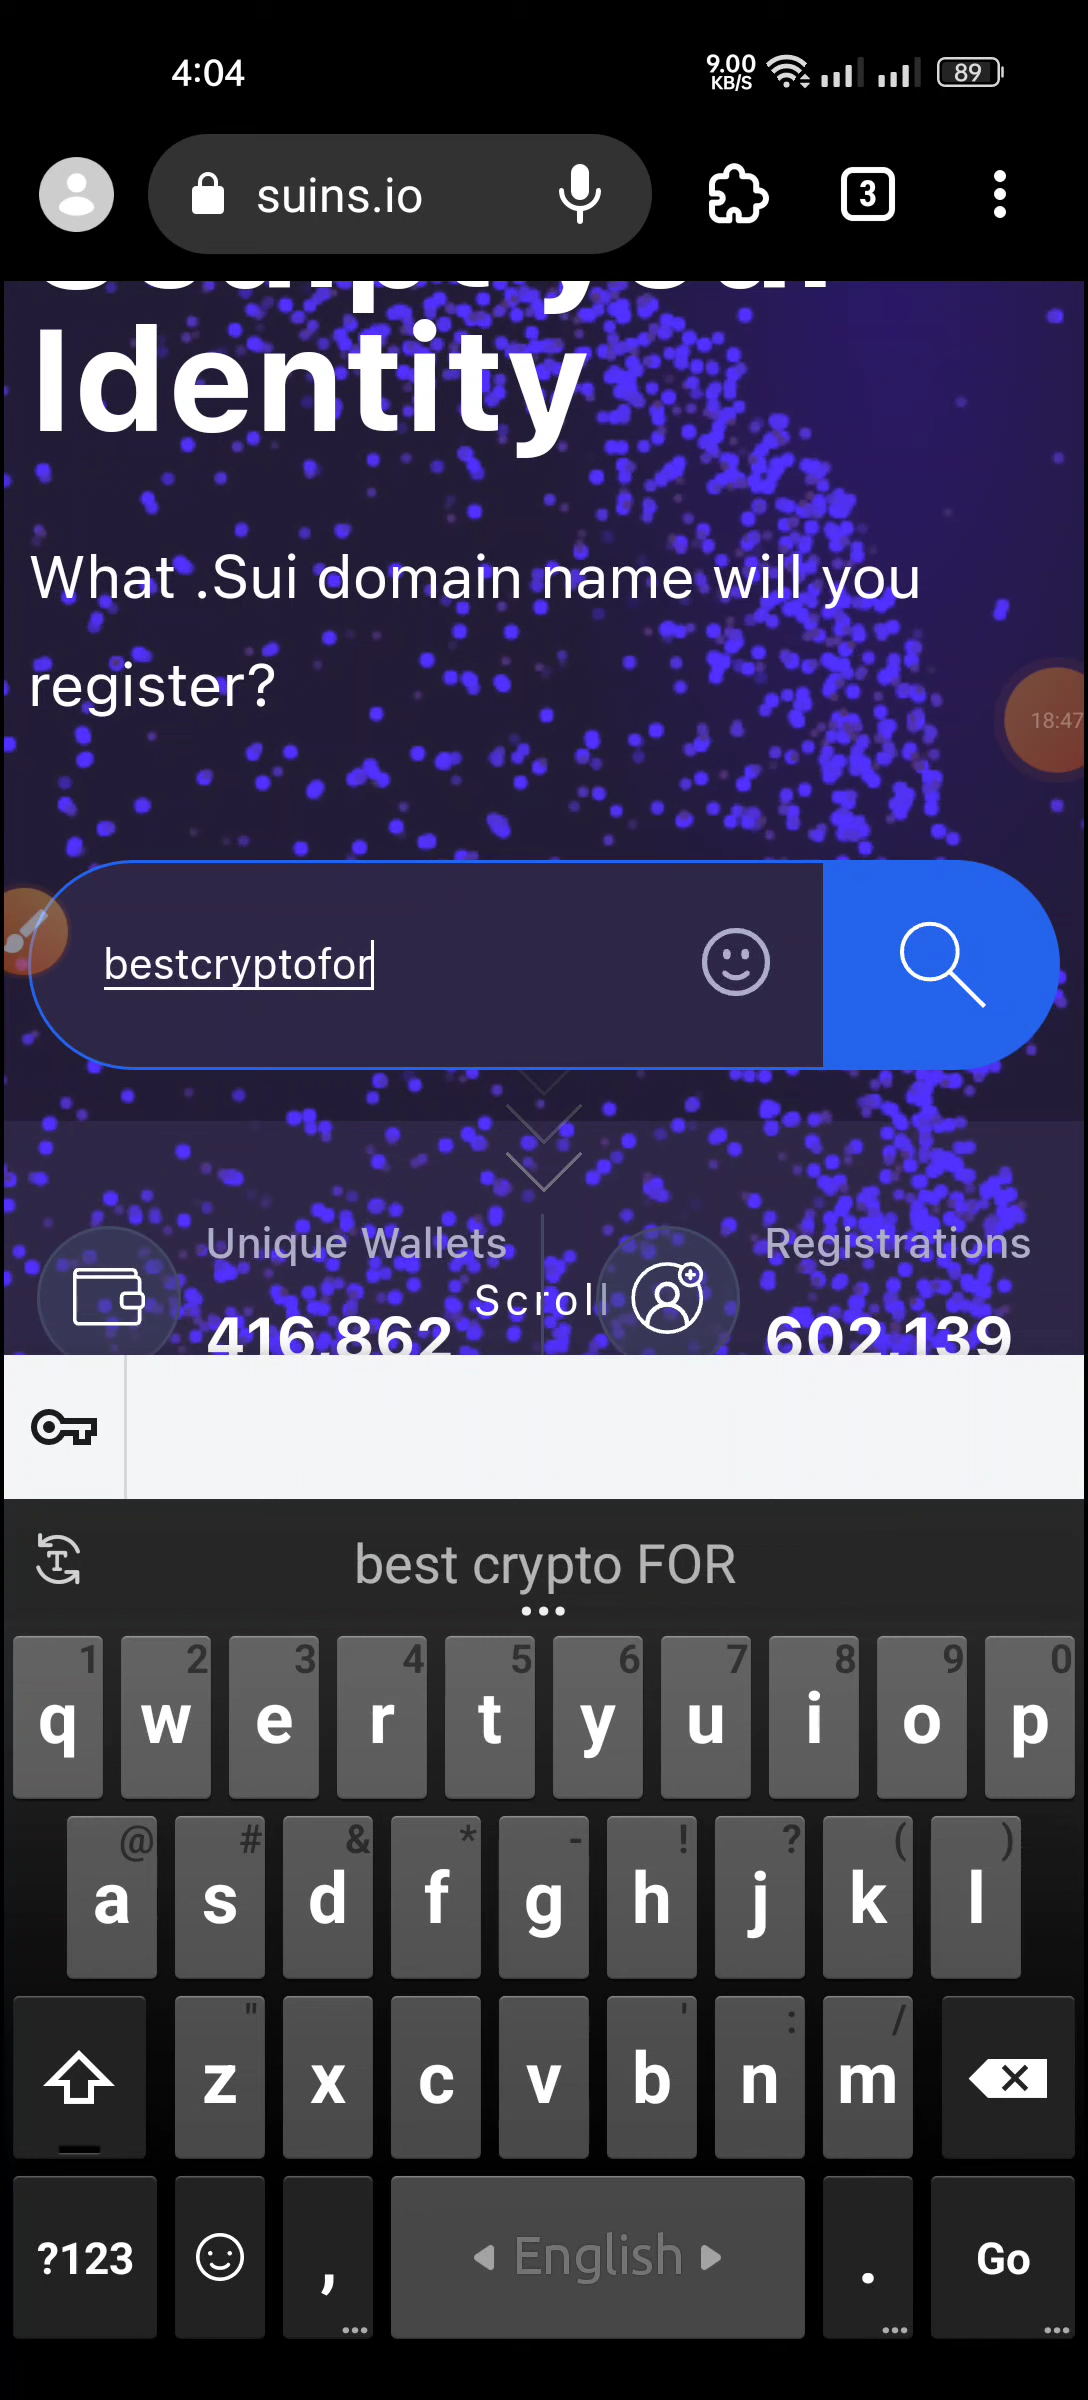 4:04
9.00
KB/S
89
suins.io
3
Identity
What .Sui domain name will you
register?
18:47
bestcryptofor
Unique Wallets
Registrations
Scroll
416,862
602,139
best crypto FOR
1 2 3 4 5 6 7 8 9 0
q w e r t y u i o p
@ # & * - ! ? ( )
a s d f g h j k l
" ' : /
z x c v b n m
?123 , English . Go